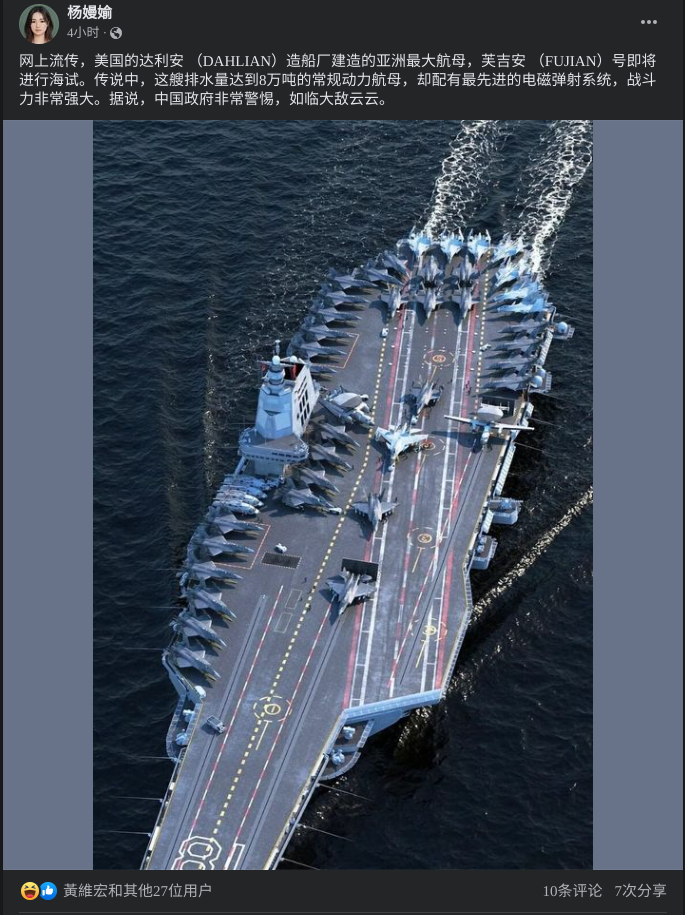 杨嫚媮
4小时 ·
网上流传，美国的达利安 （DAHLIAN）造船厂建造的亚洲最大航母，芙吉安 （FUJIAN）号即将
进行海试。传说中，这艘排水量达到8万吨的常规动力航母，却配有最先进的电磁弹射系统，战斗
力非常强大。据说，中国政府非常警惕，如临大敌云云。
黃維宏和其他27位用户
10条评论 7次分享